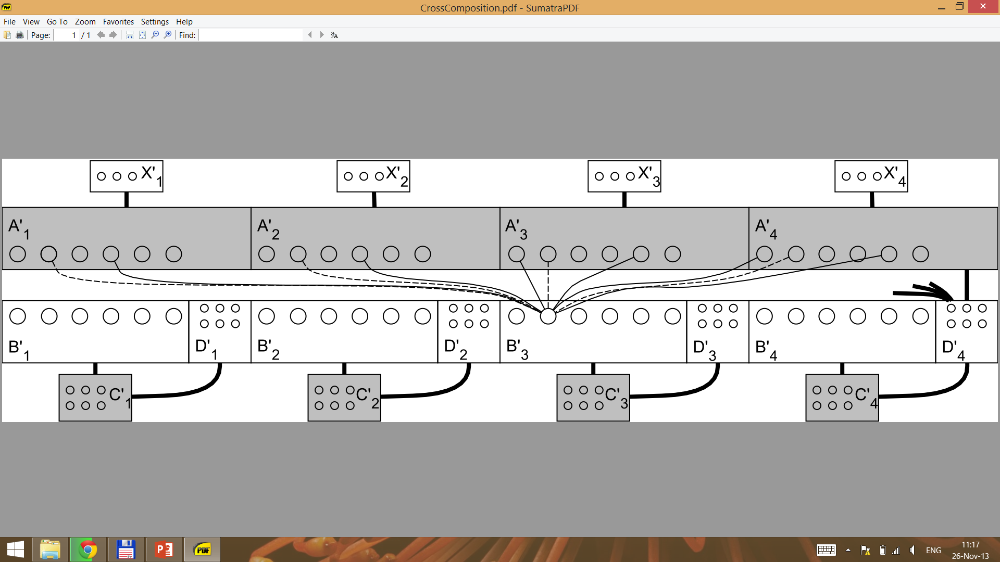 CrossComposition.pdf - SumatraPDF
File View Go To Zoom Favorites Settings Help
Page: 1 / 1 Find:
X'1 X'2 X'3 X'4
A'1 A'2 A'3 A'4
B'1 D'1 B'2 D'2 B'3 D'3 B'4 D'4
C'1 C'2 C'3 C'4
PDF ENG 11:17
26-Nov-13